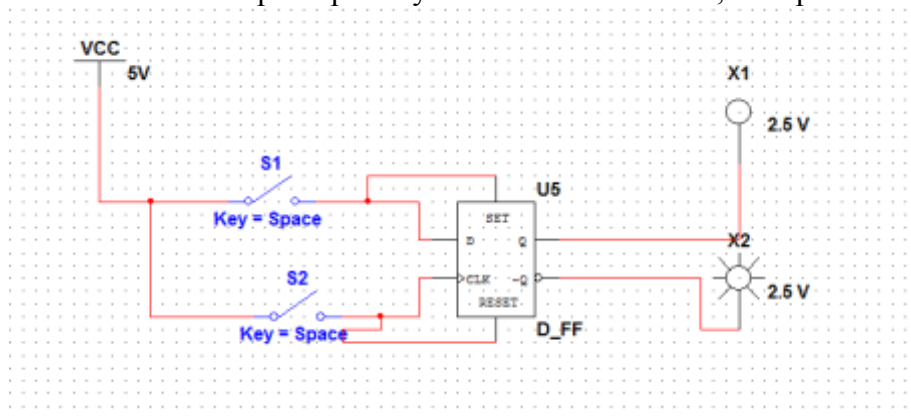 VCC
5V
X1
2.5 V
S1
Key = Space
U5
SET
D
Q
X2
S2
CLK
-Q
2.5 V
RESET
Key = Space
D_FF